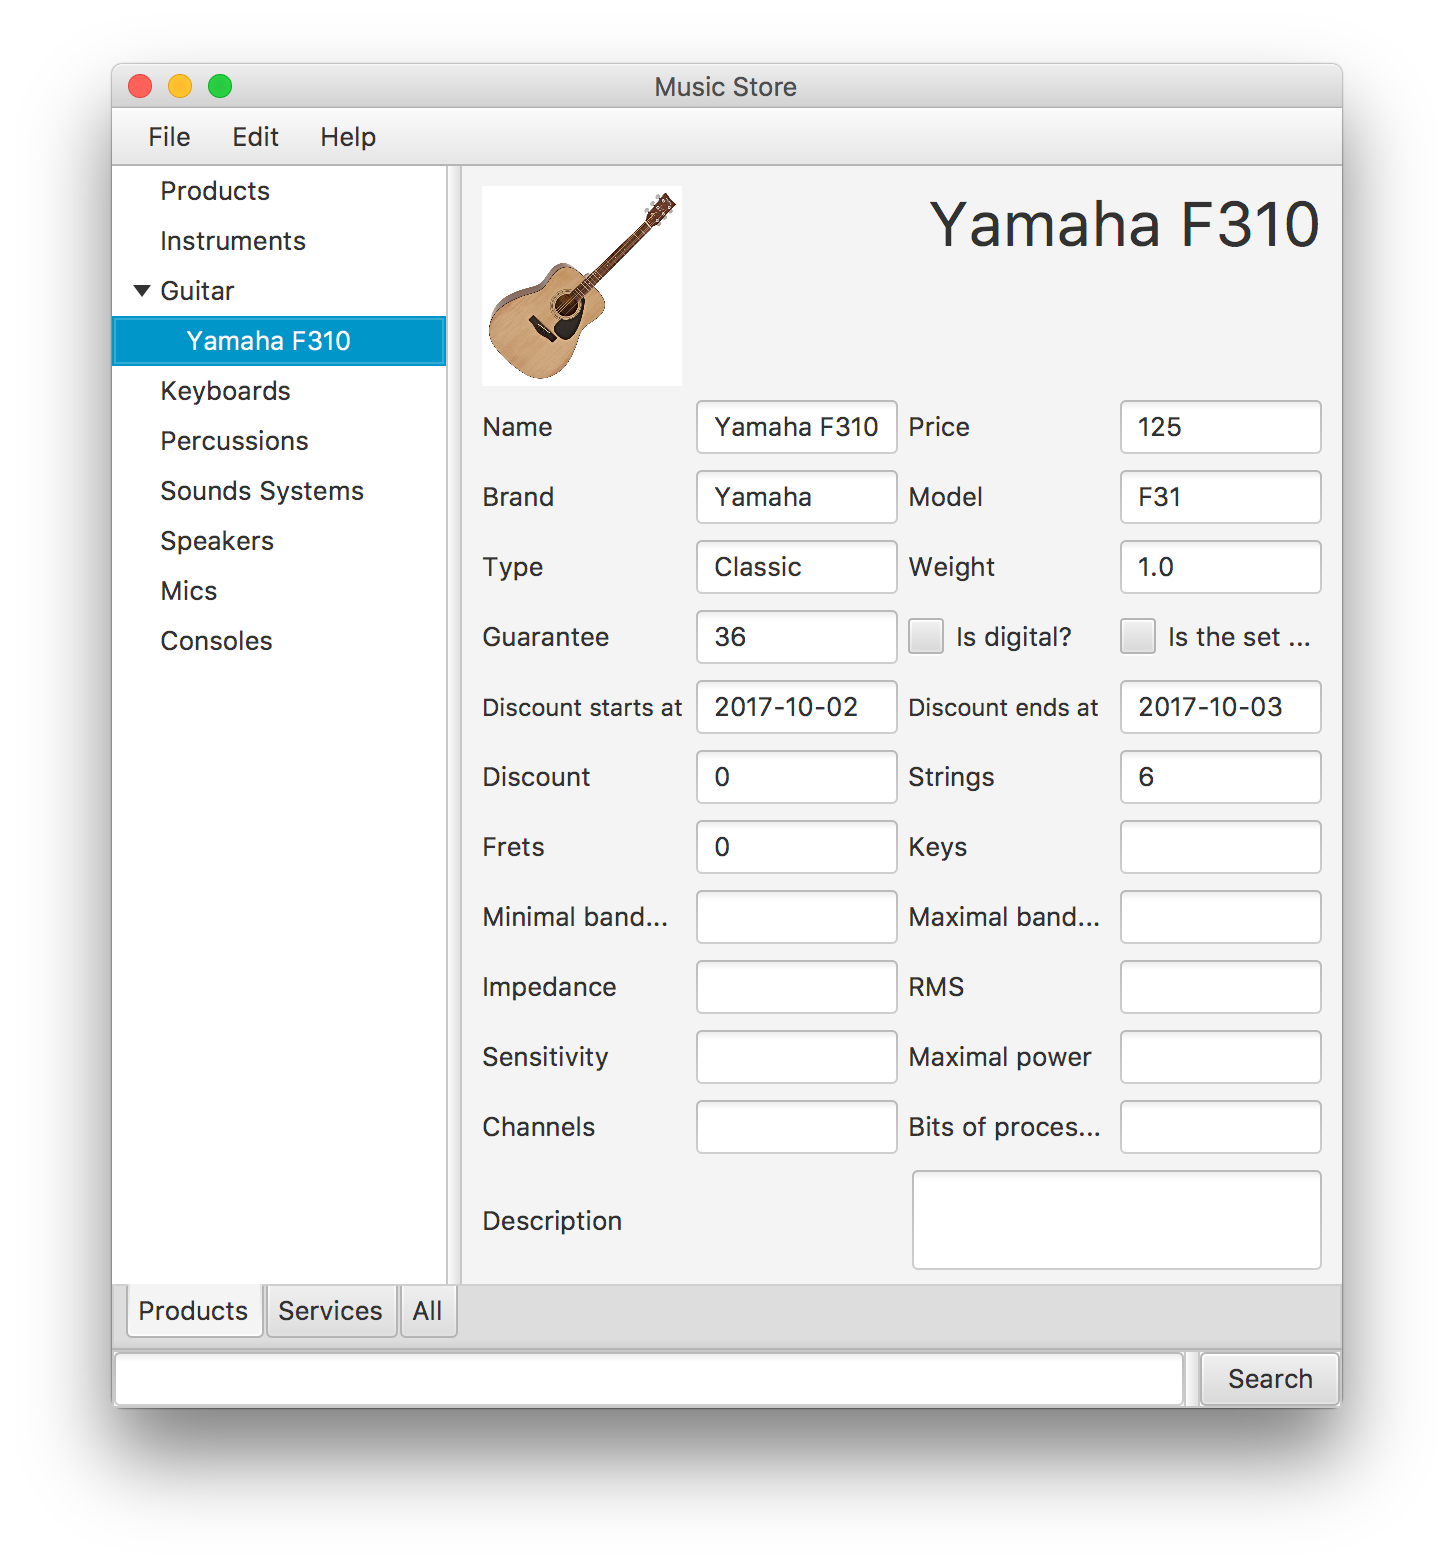 Music Store
File Edit Help
Products
Instruments
Guitar
Yamaha F310
Keyboards
Percussions
Sounds Systems
Speakers
Mics
Consoles
Yamaha F310
Name Yamaha F310 Price 125
Brand Yamaha Model F31
Type Classic Weight 1.0
Guarantee 36 Is digital? Is the set ...
Discount starts at 2017-10-02 Discount ends at 2017-10-03
Discount 0 Strings 6
Frets 0 Keys
Minimal band... Maximal band...
Impedance RMS
Sensitivity Maximal power
Channels Bits of proces...
Description
Products Services All
Search